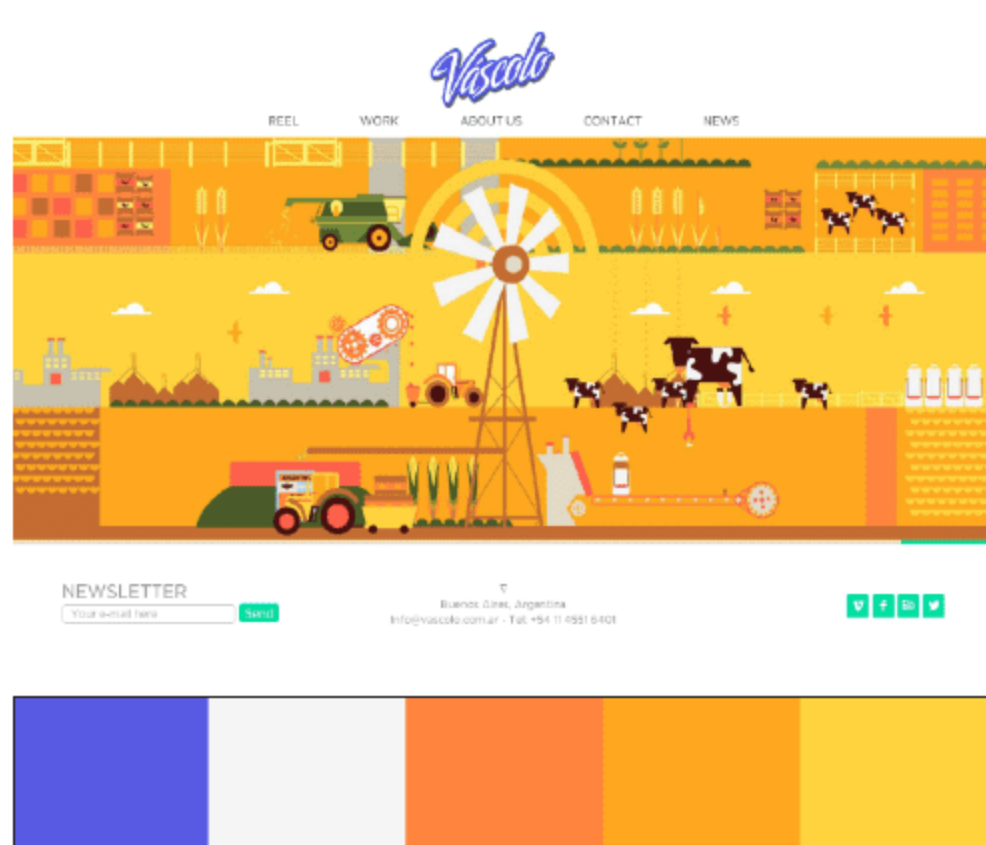 Vascolo
REEL WORK ABOUT US CONTACT NEWS
NEWSLETTER
Your e-mail here Send
Buenos Aires, Argentina
info@vascolo.com.ar - Tel: +54 11 4551 6401